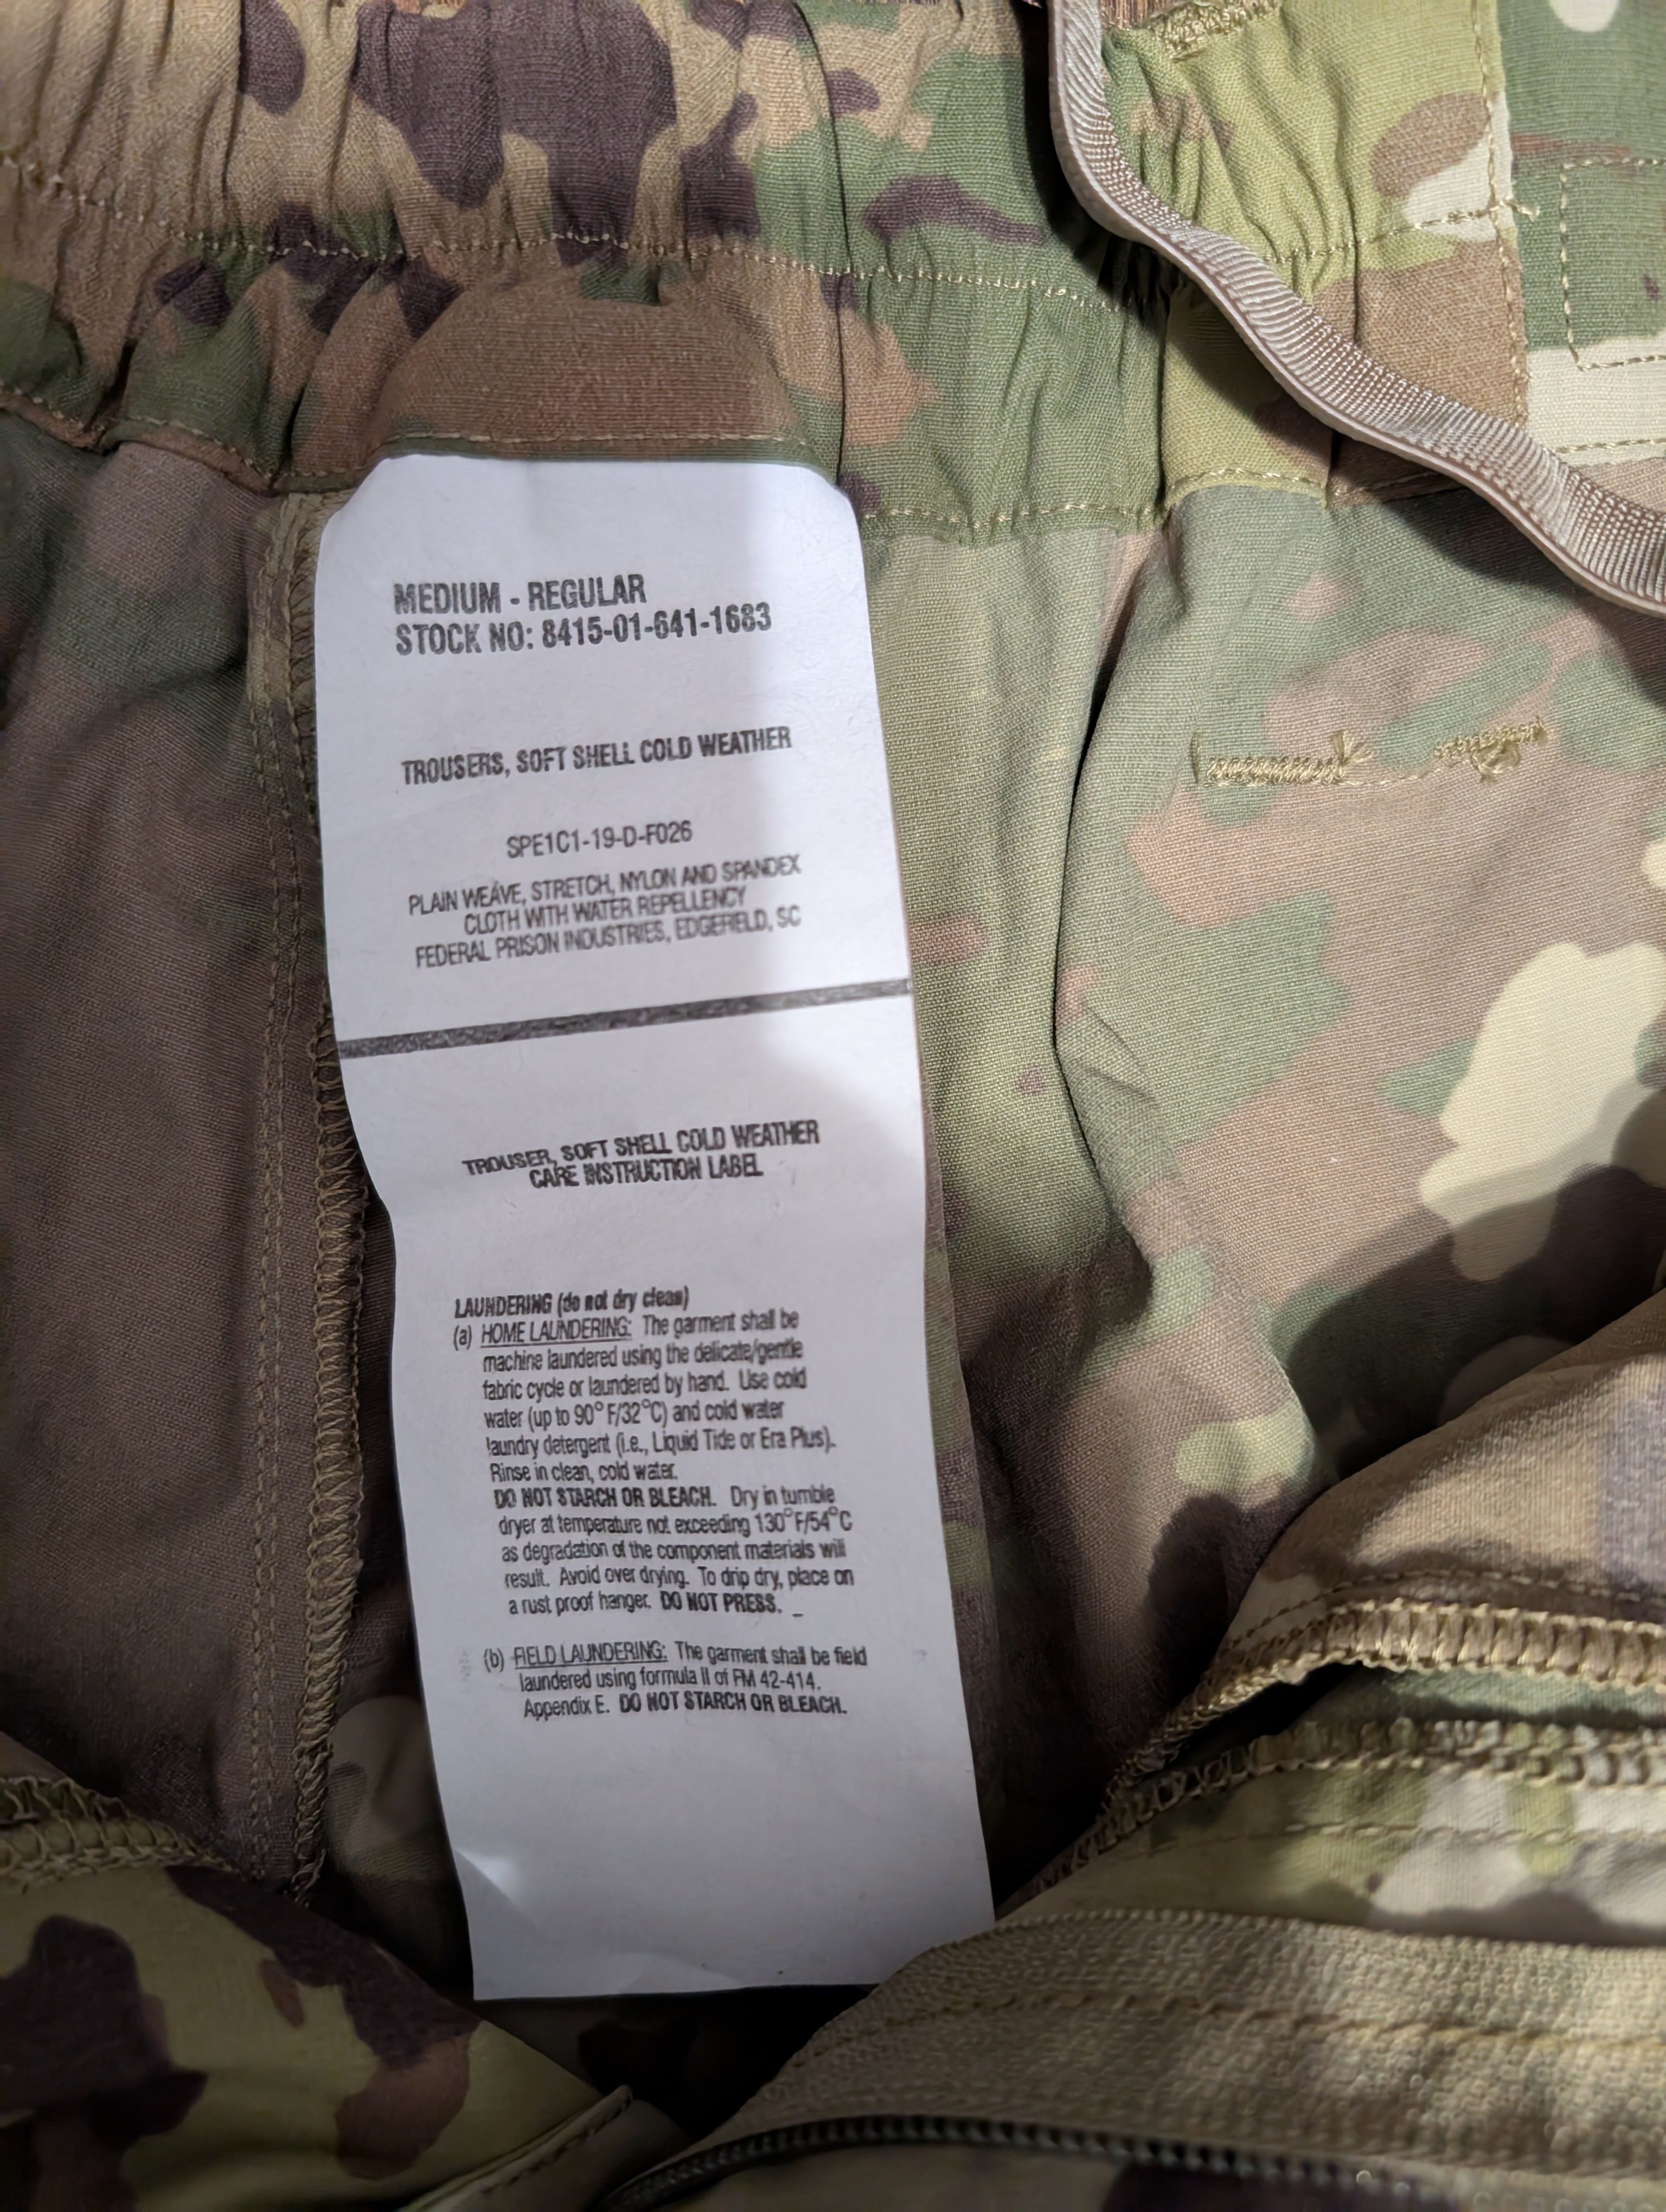 MEDIUM - REGULAR
STOCK NO: 8415-01-641-1683
TROUSERS, SOFT SHELL COLD WEATHER
SPE1C1-19-D-F026
PLAIN WEAVE, STRETCH, NYLON AND SPANDEX
CLOTH WITH WATER REPELLENCY
FEDERAL PRISON INDUSTRIES, EDGEFIELD, SC
TROUSER, SOFT SHELL COLD WEATHER
CARE INSTRUCTION LABEL
LAUNDERING (do not dry clean)
(a) HOME LAUNDERING: The garment shall be
machine laundered using the delicate/gentle
fabric cycle or laundered by hand. Use cold
water (up to 90°F/32°C) and cold water
laundry detergent (i.e., Liquid Tide or Era Plus).
Rinse in clean, cold water.
DO NOT STARCH OR BLEACH. Dry in tumble
dryer at temperature not exceeding 130°F/54°C
as degradation of the component materials will
result. Avoid over drying. To drip dry, place on
a rust proof hanger. DO NOT PRESS. _
(b) FIELD LAUNDERING: The garment shall be field
laundered using formula II of FM 42-414.
Appendix E. DO NOT STARCH OR BLEACH.